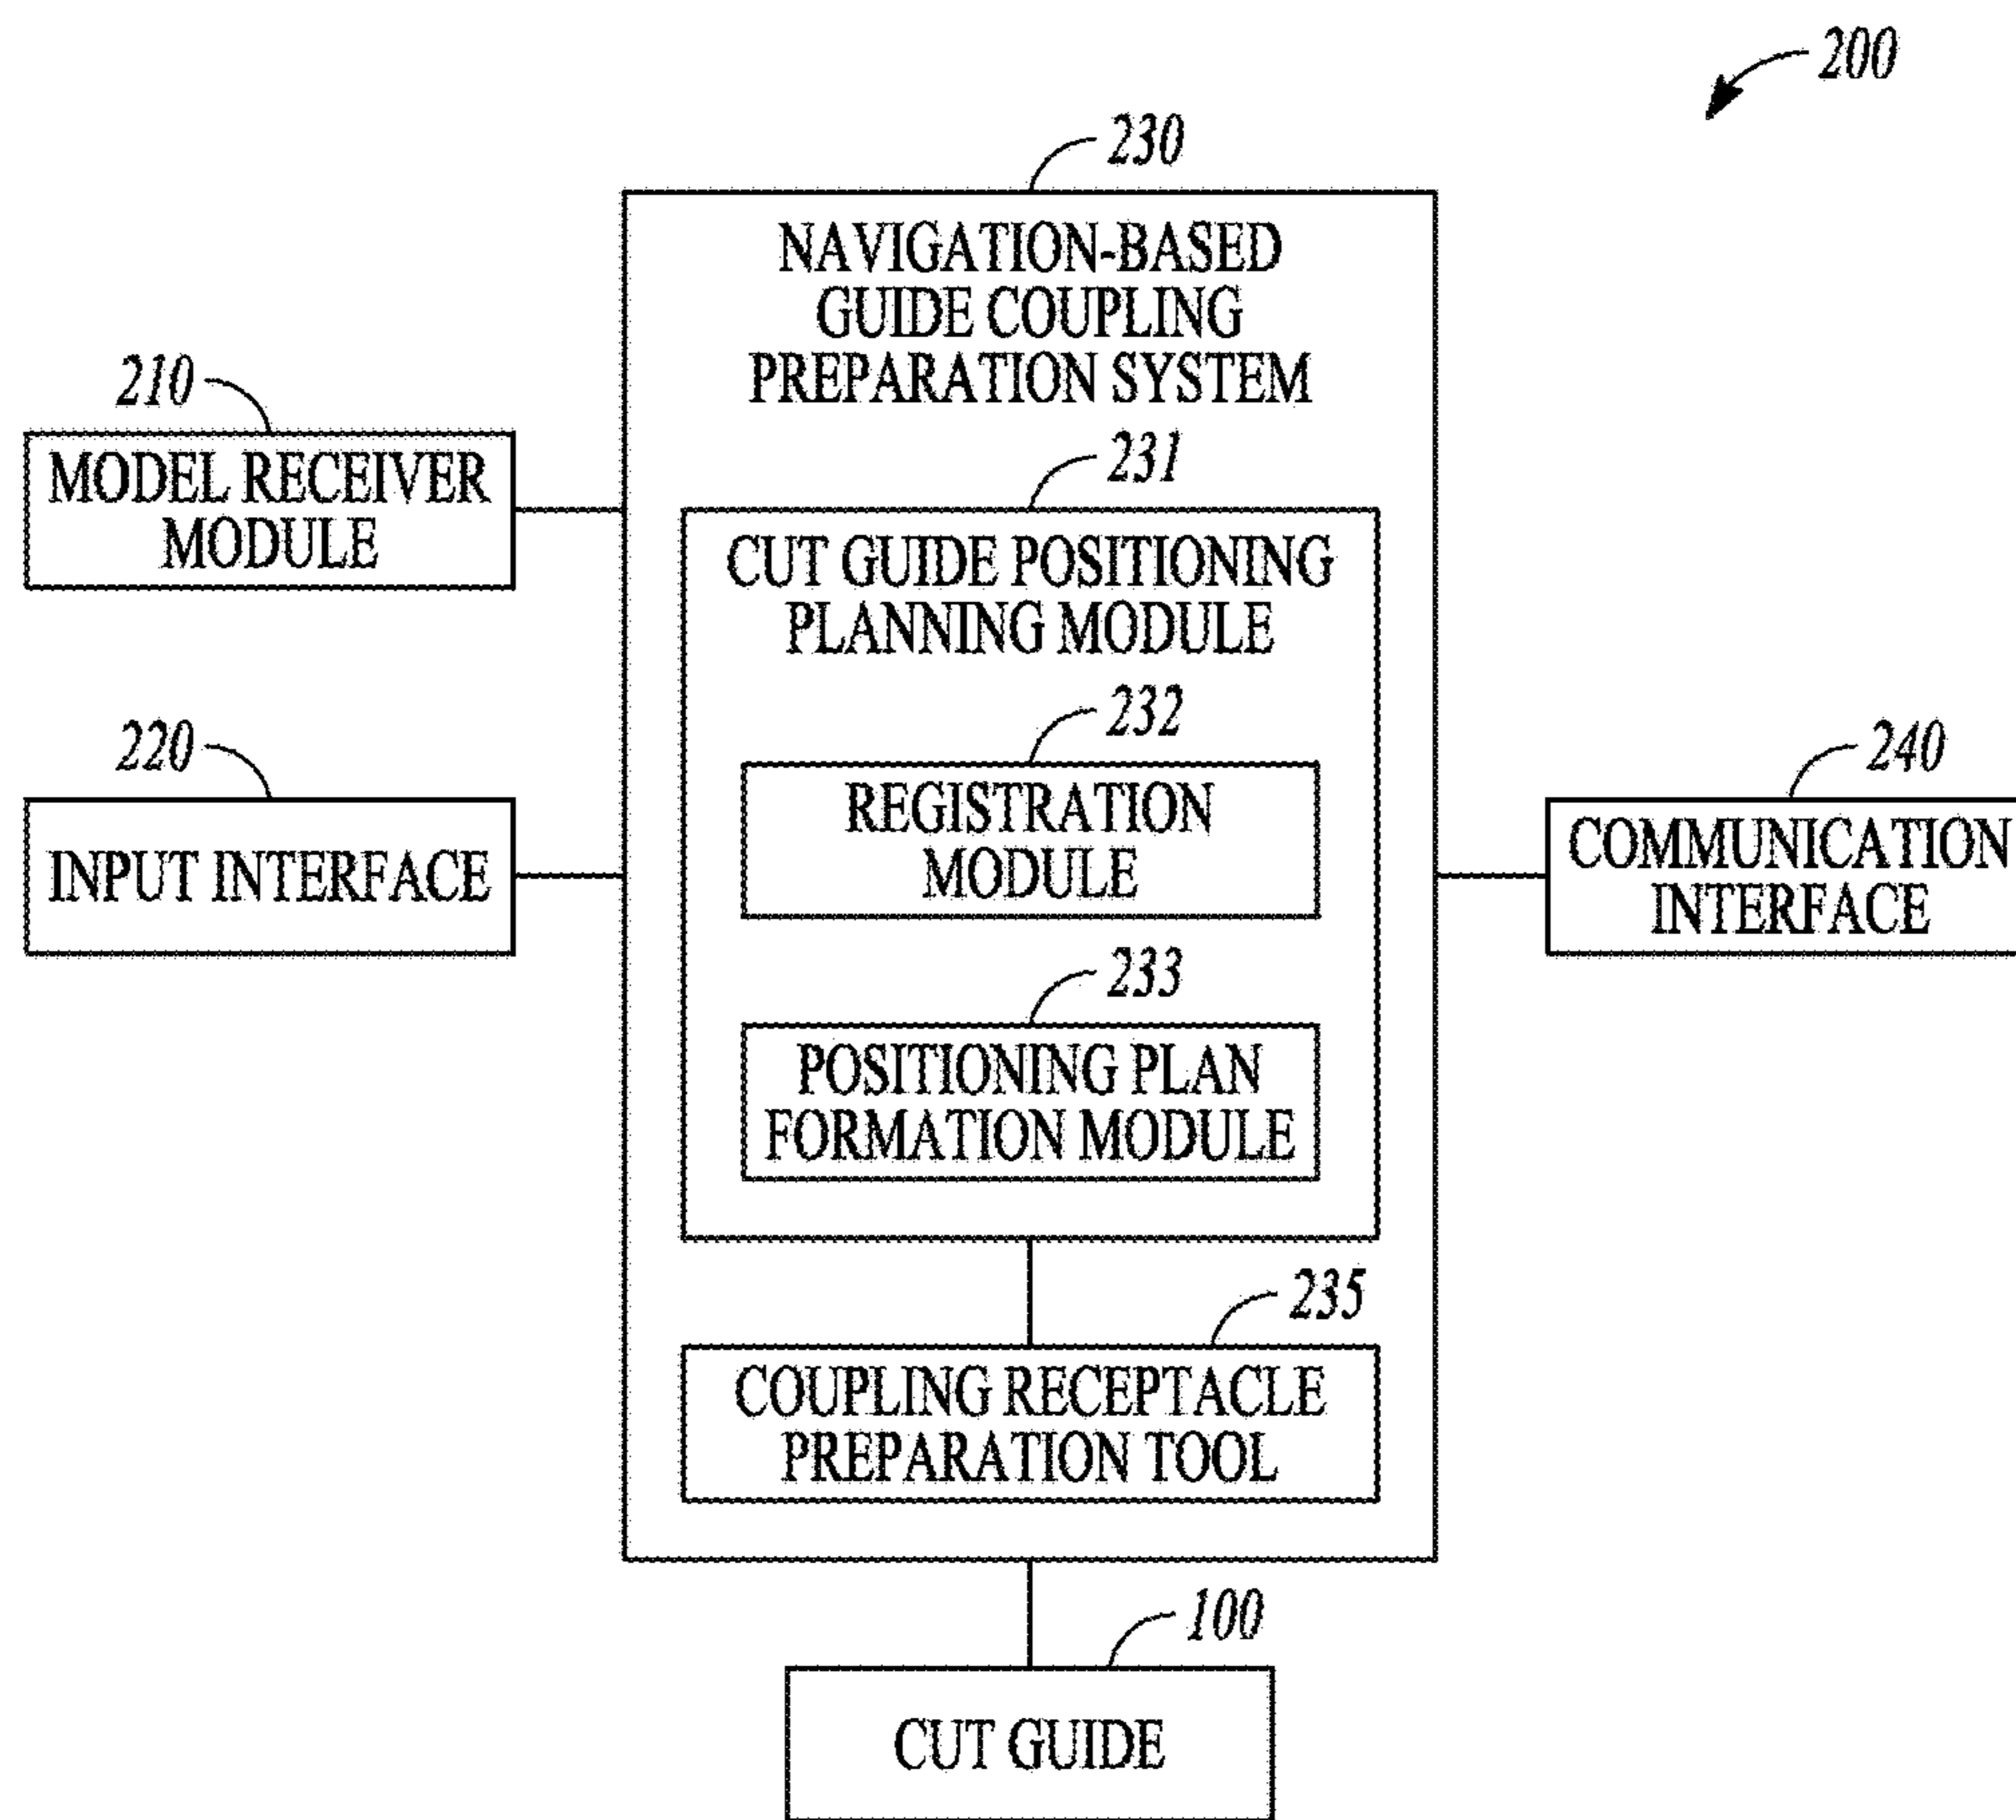 200
230
NAVIGATION-BASED
GUIDE COUPLING
PREPARATION SYSTEM
210
MODEL RECEIVER
MODULE
231
CUT GUIDE POSITIONING
PLANNING MODULE
232
REGISTRATION
MODULE
220
INPUT INTERFACE
240
COMMUNICATION
INTERFACE
233
POSITIONING PLAN
FORMATION MODULE
235
COUPLING RECEPTACLE
PREPARATION TOOL
100
CUT GUIDE